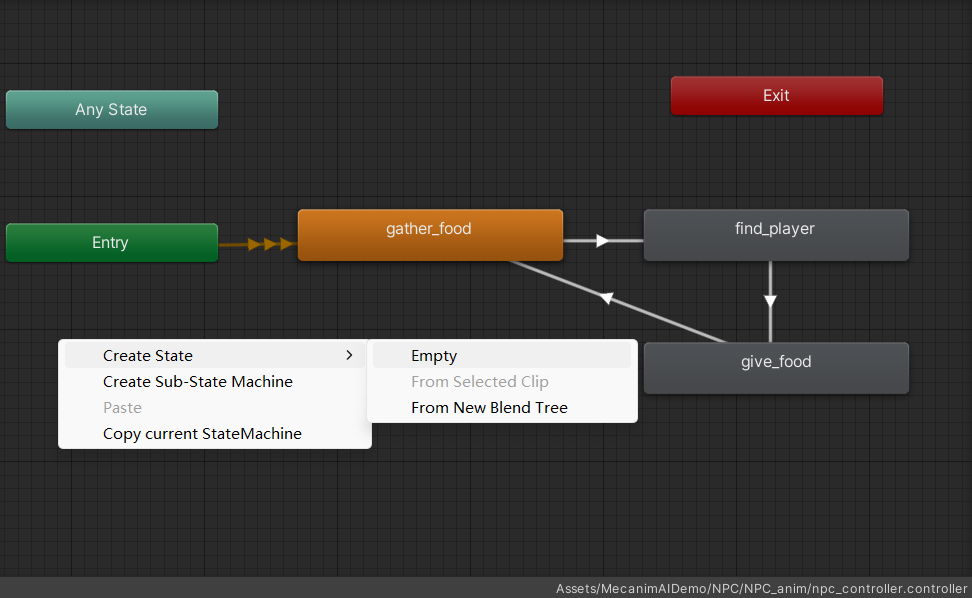 Any State
Exit
Entry
gather_food
find_player
give_food
Create State
Create Sub-State Machine
Paste
Copy current StateMachine
Empty
From Selected Clip
From New Blend Tree
Assets/MecanimAIDemo/NPC/NPC_anim/npc_controller.controller